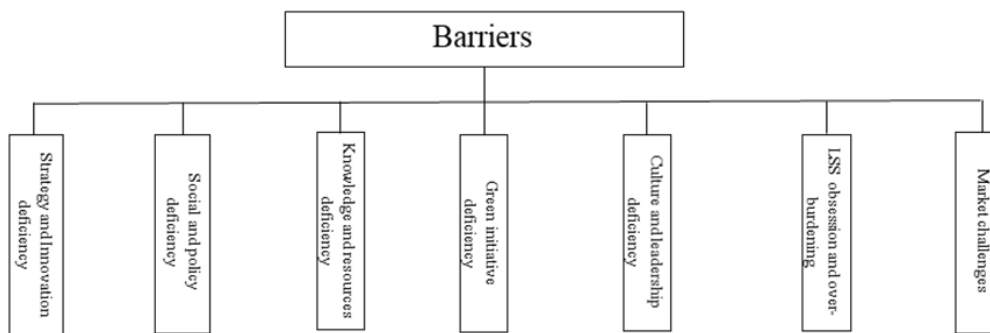 Barriers
Strategy and Innovation
deficiency
Social and policy
deficiency
Knowledge and resources
deficiency
Green initiative
deficiency
Culture and leadership
deficiency
LSS obsession and over-
burdening
Market challenges